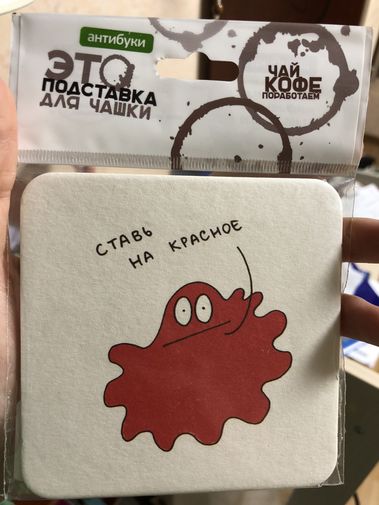 антибуки
ЭТО
ПОДСТАВКА
ДЛЯ ЧАШКИ
ЧАЙ
КОФЕ
ПОРАБОТАЕМ
СТАВЬ
НА КРАСНОЕ